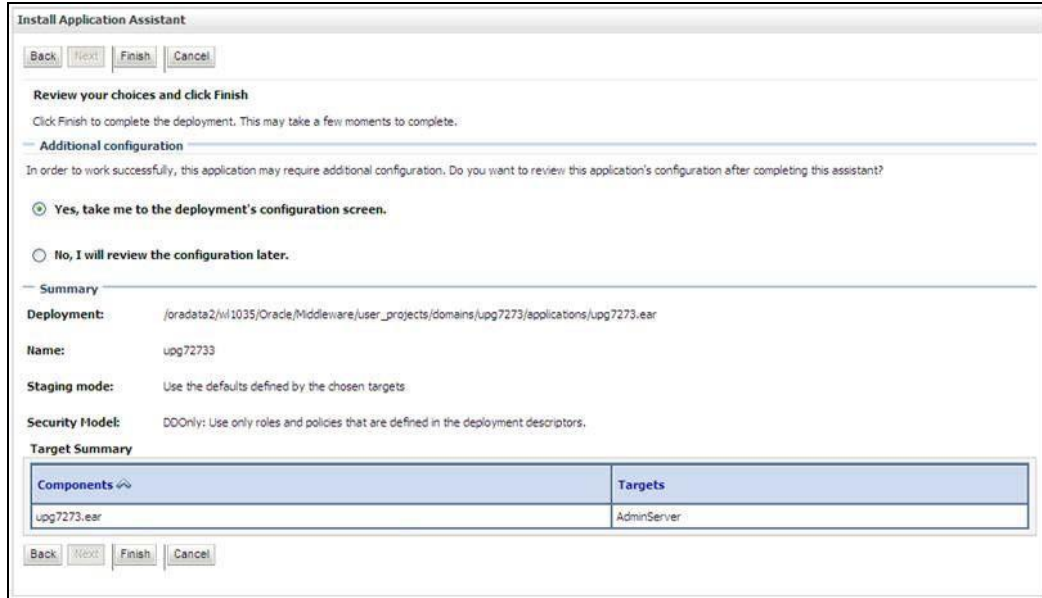 Install Application Assistant
Back Next Finish Cancel
Review your choices and click Finish
Click Finish to complete the deployment. This may take a few moments to complete.
Additional configuration
In order to work successfully, this application may require additional configuration. Do you want to review this application's configuration after completing this assistant?
Yes, take me to the deployment's configuration screen.
No, I will review the configuration later.
Summary
Deployment: /oradata2/wl1035/Oracle/Middleware/user_projects/domains/upg7273/applications/upg7273.ear
Name: upg72733
Staging mode: Use the defaults defined by the chosen targets
Security Model: DDOnly: Use only roles and policies that are defined in the deployment descriptors.
Target Summary
Components Targets
upg7273.ear AdminServer
Back Next Finish Cancel